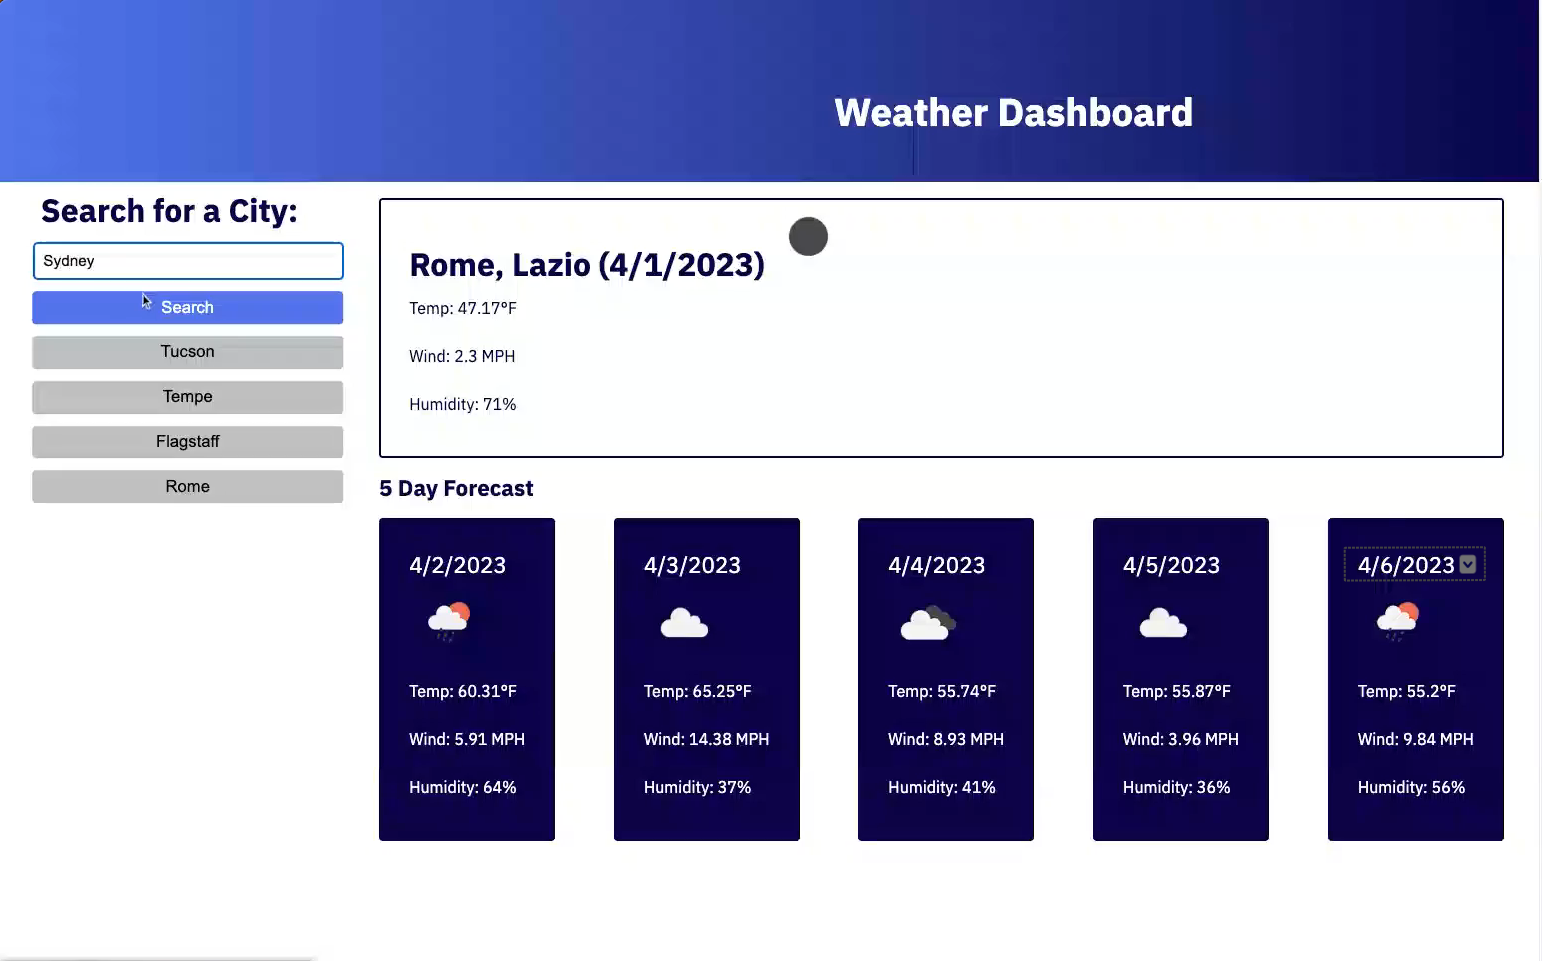 Weather Dashboard
Search for a City:
Sydney
Search
Tucson
Tempe
Flagstaff
Rome
Rome, Lazio (4/1/2023)
Temp: 47.17°F
Wind: 2.3 MPH
Humidity: 71%
5 Day Forecast
4/2/2023
Temp: 60.31°F
Wind: 5.91 MPH
Humidity: 64%
4/3/2023
Temp: 65.25°F
Wind: 14.38 MPH
Humidity: 37%
4/4/2023
Temp: 55.74°F
Wind: 8.93 MPH
Humidity: 41%
4/5/2023
Temp: 55.87°F
Wind: 3.96 MPH
Humidity: 36%
4/6/2023
Temp: 55.2°F
Wind: 9.84 MPH
Humidity: 56%